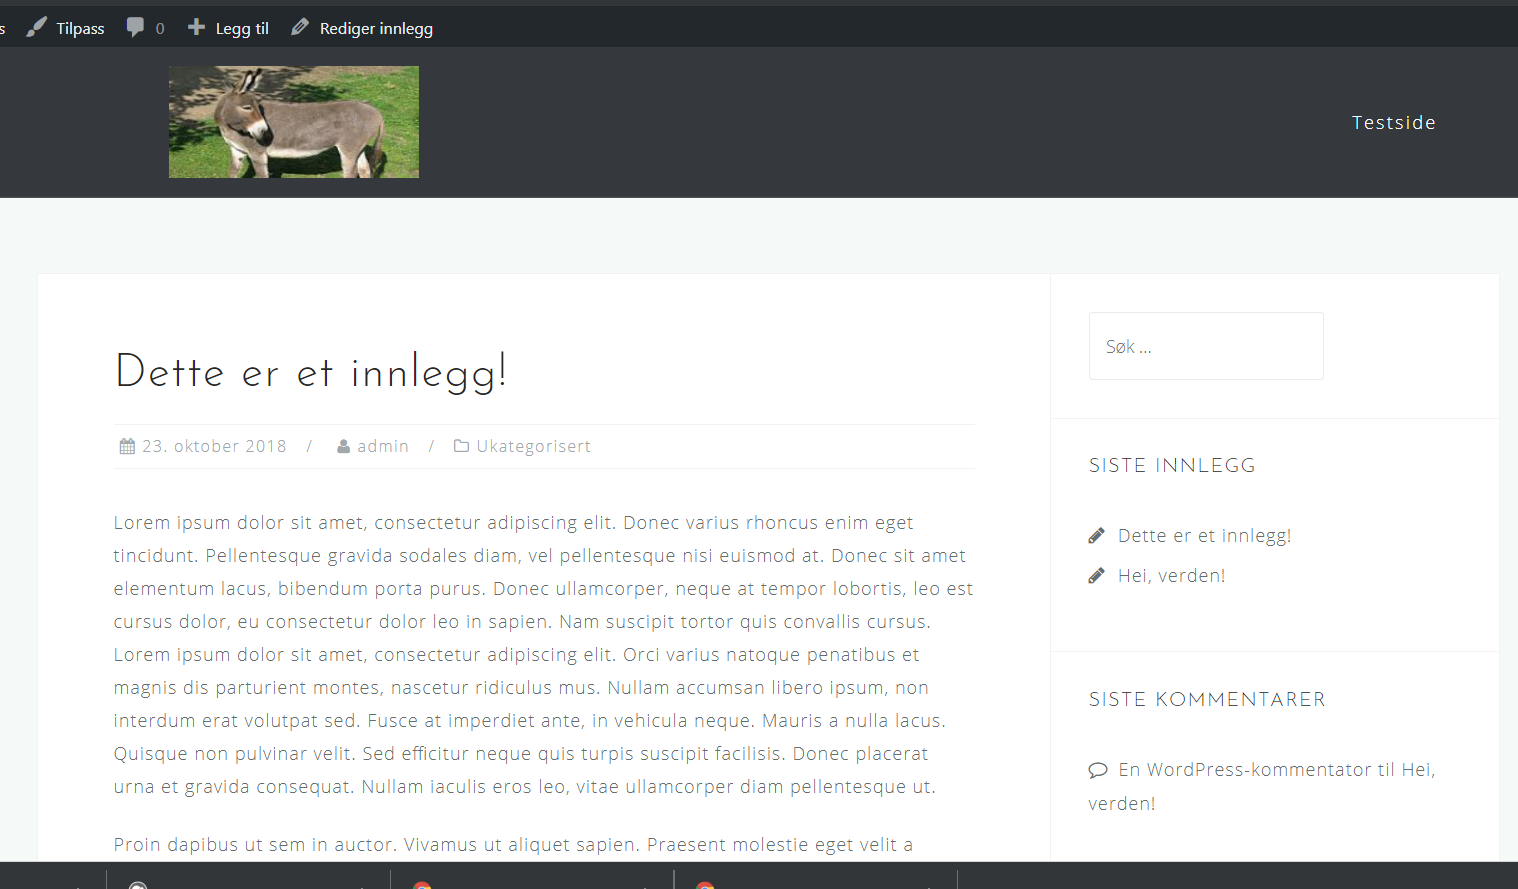 s Tilpass 0 Legg til Rediger innlegg
Testside
Dette er et innlegg!
23. oktober 2018 / admin / Ukategorisert
Lorem ipsum dolor sit amet, consectetur adipiscing elit. Donec varius rhoncus enim eget
tincidunt. Pellentesque gravida sodales diam, vel pellentesque nisi euismod at. Donec sit amet
elementum lacus, bibendum porta purus. Donec ullamcorper, neque at tempor lobortis, leo est
cursus dolor, eu consectetur dolor leo in sapien. Nam suscipit tortor quis convallis cursus.
Lorem ipsum dolor sit amet, consectetur adipiscing elit. Orci varius natoque penatibus et
magnis dis parturient montes, nascetur ridiculus mus. Nullam accumsan libero ipsum, non
interdum erat volutpat sed. Fusce at imperdiet ante, in vehicula neque. Mauris a nulla lacus.
Quisque non pulvinar velit. Sed efficitur neque quis turpis suscipit facilisis. Donec placerat
urna et gravida consequat. Nullam iaculis eros leo, vitae ullamcorper diam pellentesque ut.
Proin dapibus ut sem in auctor. Vivamus ut aliquet sapien. Praesent molestie eget velit a
Søk ...
SISTE INNLEGG
Dette er et innlegg!
Hei, verden!
SISTE KOMMENTARER
En WordPress-kommentator til Hei,
verden!